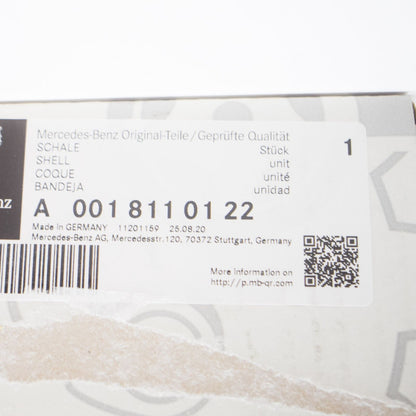 Mercedes-Benz Original-Teile / Geprüfte Qualität
SCHALE Stück 1
SHELL unit
COQUE unité
BANDEJA unidad
nz
A 001 811 01 22
Made in GERMANY 11201159 25.08.20
Mercedes-Benz AG, Mercedesstr.120, 70372 Stuttgart, Germany
More information on
http://p.mb-qr.com